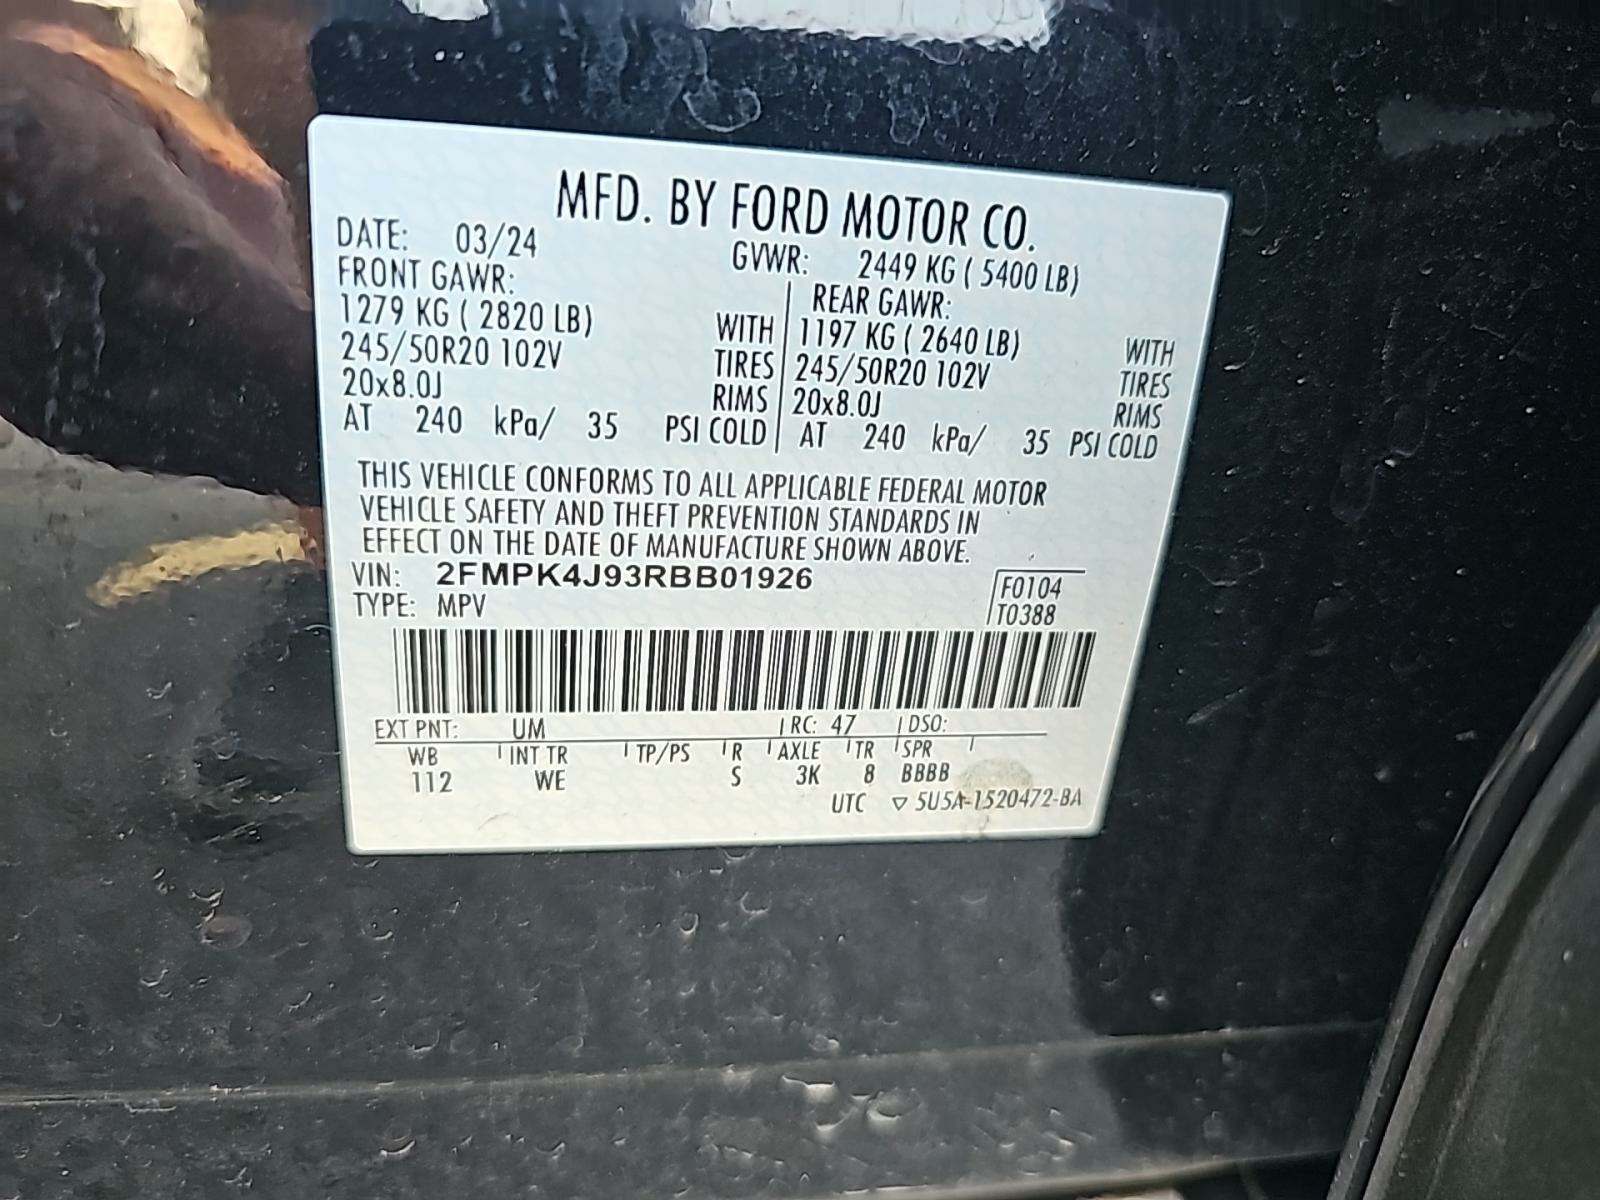 MFD. BY FORD MOTOR CO.
DATE: 03/24 GVWR: 2449 KG ( 5400 LB)
FRONT GAWR: REAR GAWR:
1279 KG ( 2820 LB) WITH 1197 KG ( 2640 LB) WITH
245/50R20 102V TIRES 245/50R20 102V TIRES
20x8.0J RIMS 20x8.0J RIMS
AT 240 kPa/ 35 PSI COLD AT 240 kPa/ 35 PSI COLD
THIS VEHICLE CONFORMS TO ALL APPLICABLE FEDERAL MOTOR
VEHICLE SAFETY AND THEFT PREVENTION STANDARDS IN
EFFECT ON THE DATE OF MANUFACTURE SHOWN ABOVE.
VIN: 2FMPK4J93RBB01926 F0104
TYPE: MPV T0388
EXT PNT: UM RC: 47 DSO:
WB INT TR TP/PS R AXLE TR SPR
112 WE S 3K 8 BBBB
UTC ▽ 5U5A-1520472-BA